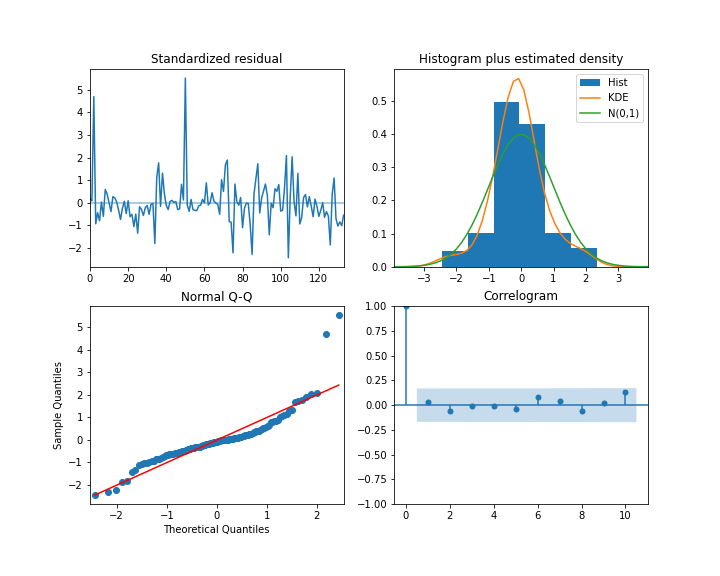 Standardized residual
5
4
3
2
1
0
−1
−2
0 20 40 60 80 100 120
Histogram plus estimated density
Hist
KDE
N(0,1)
0.5
0.4
0.3
0.2
0.1
0.0
−3 −2 −1 0 1 2 3
Normal Q-Q
Sample Quantiles
5
4
3
2
1
0
−1
−2
−2 −1 0 1 2
Theoretical Quantiles
Correlogram
1.00
0.75
0.50
0.25
0.00
−0.25
−0.50
−0.75
−1.00
0 2 4 6 8 10